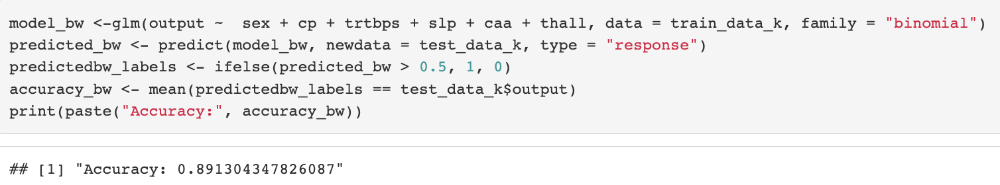 model_bw <-glm(output ~  sex + cp + trtbps + slp + caa + thall, data = train_data_k, family = "binomial")
predicted_bw <- predict(model_bw, newdata = test_data_k, type = "response")
predictedbw_labels <- ifelse(predicted_bw > 0.5, 1, 0)
accuracy_bw <- mean(predictedbw_labels == test_data_k$output)
print(paste("Accuracy:", accuracy_bw))
## [1] "Accuracy: 0.891304347826087"